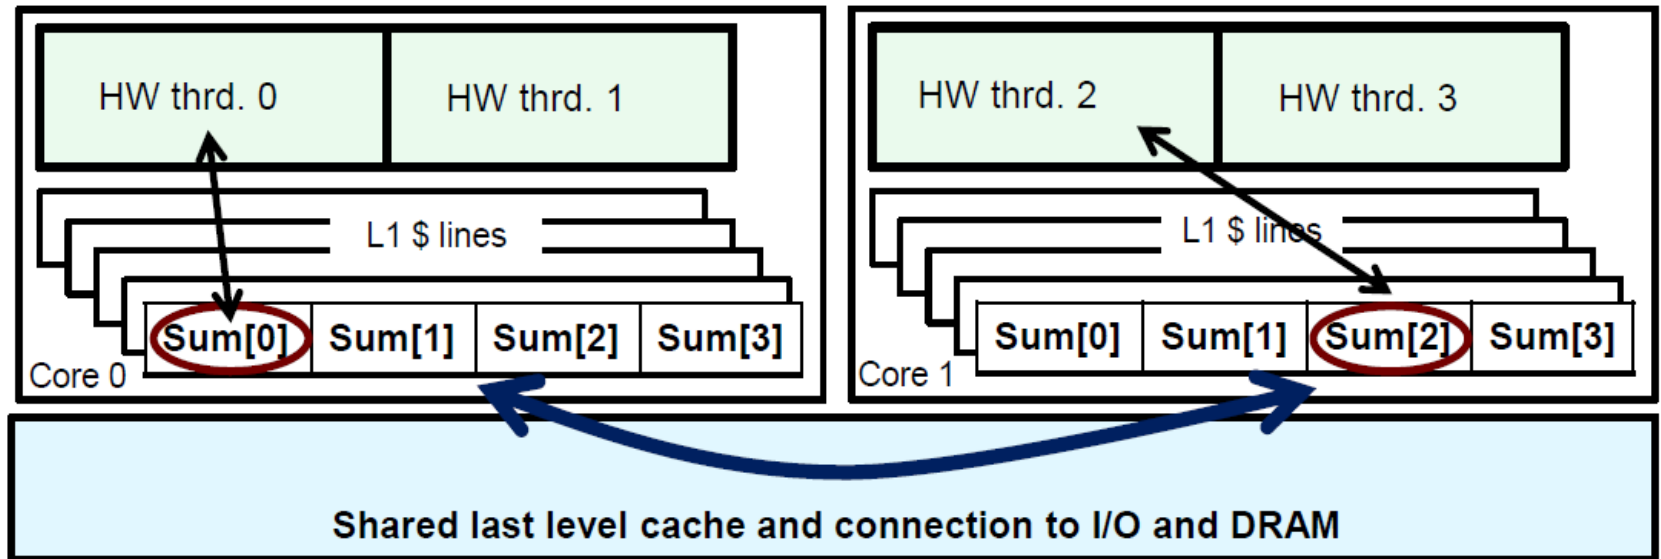 HW thrd. 0
HW thrd. 1
L1 $ lines
Sum[0] Sum[1] Sum[2] Sum[3]
Core 0
HW thrd. 2
HW thrd. 3
L1 $ lines
Sum[0] Sum[1] Sum[2] Sum[3]
Core 1
Shared last level cache and connection to I/O and DRAM